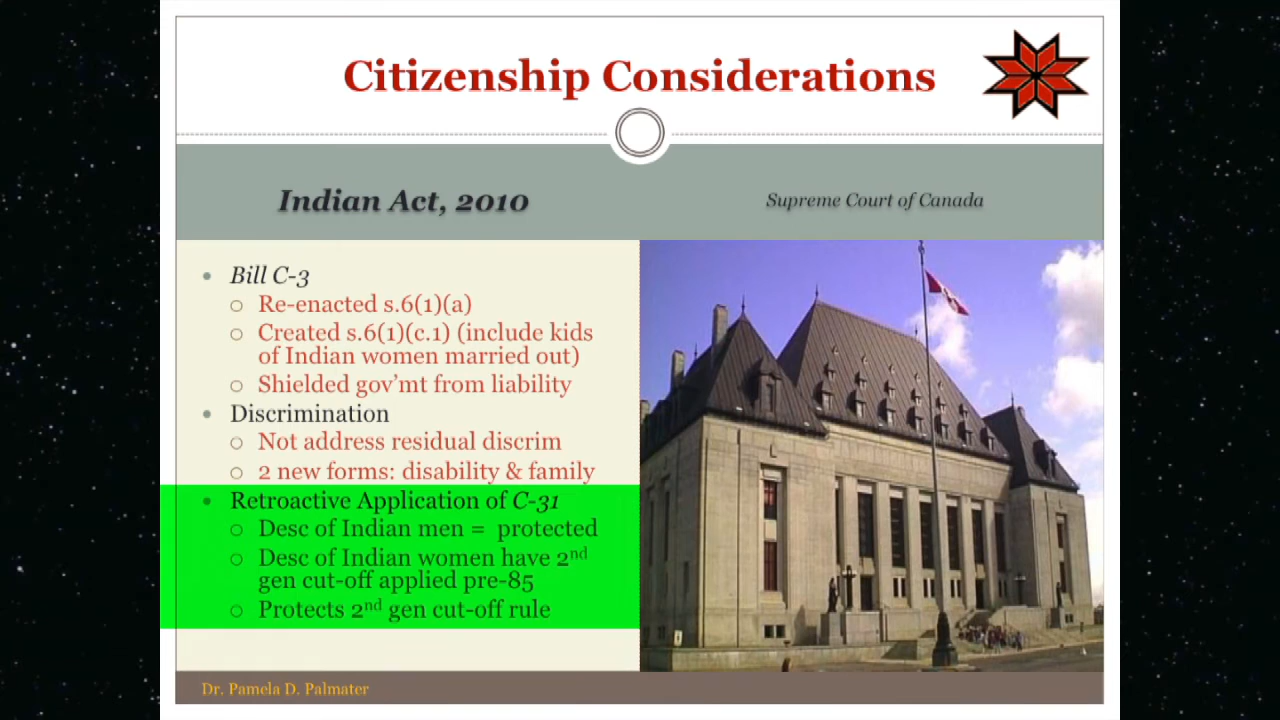 Citizenship Considerations
Indian Act, 2010
Supreme Court of Canada
Bill C-3
Re-enacted s.6(1)(a)
Created s.6(1)(c.1) (include kids
of Indian women married out)
Shielded gov'mt from liability
Discrimination
Not address residual discrim
2 new forms: disability & family
Retroactive Application of C-31
Desc of Indian men = protected
Desc of Indian women have 2nd
gen cut-off applied pre-85
Protects 2nd gen cut-off rule
Dr. Pamela D. Palmater